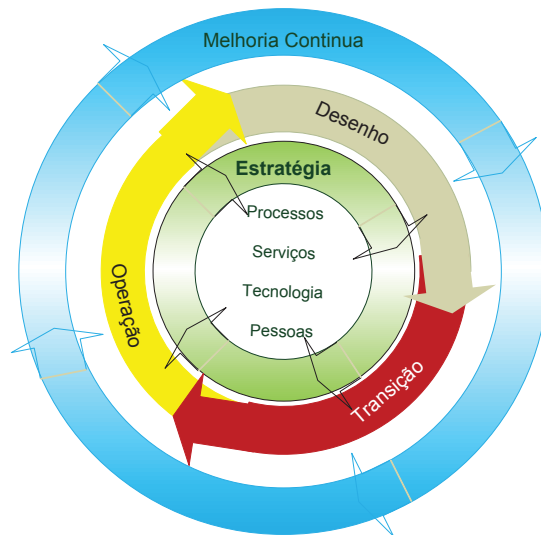 Melhoria Continua
Desenho
Estratégia
Processos
Serviços
Tecnologia
Pessoas
Operação
Transição